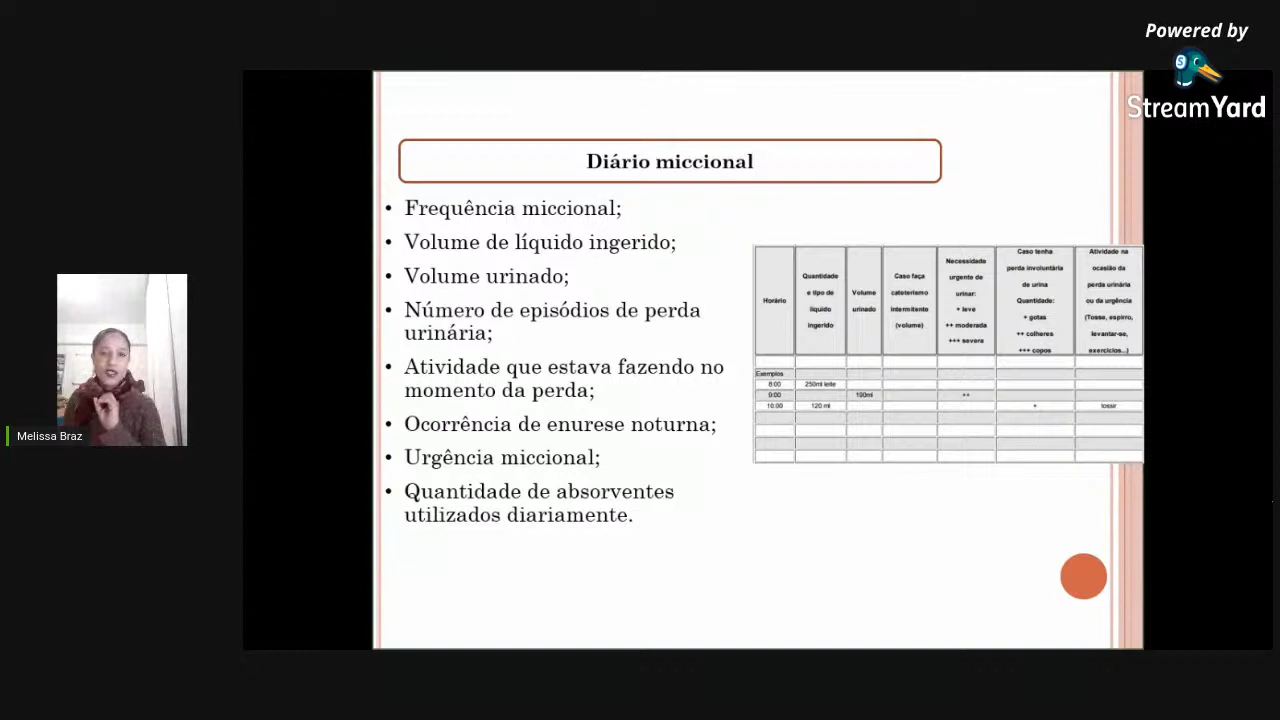 Powered by
StreamYard
Diário miccional
• Frequência miccional;
• Volume de líquido ingerido;
• Volume urinado;
• Número de episódios de perda
urinária;
• Atividade que estava fazendo no
momento da perda;
• Ocorrência de enurese noturna;
• Urgência miccional;
• Quantidade de absorventes
utilizados diariamente.
Horário
Quantidade
e tipo de
líquido
ingerido
Volume
urinado
Caso faça
cateterismo
intermitente
(volume)
Necessidade
urgente de
urinar:
+ leve
++ moderada
+++ severa
Caso tenha
perda involuntária
de urina
Quantidade:
+ gotas
++ colheres
+++ copos
Atividade na
ocasião da
perda urinária
ou da urgência
(Tosse, espirro,
levantar-se,
exercícios...)
Exemplos
8:00 250ml leite
9:00 100ml ++
10:00 120 ml + tossir
Melissa Braz